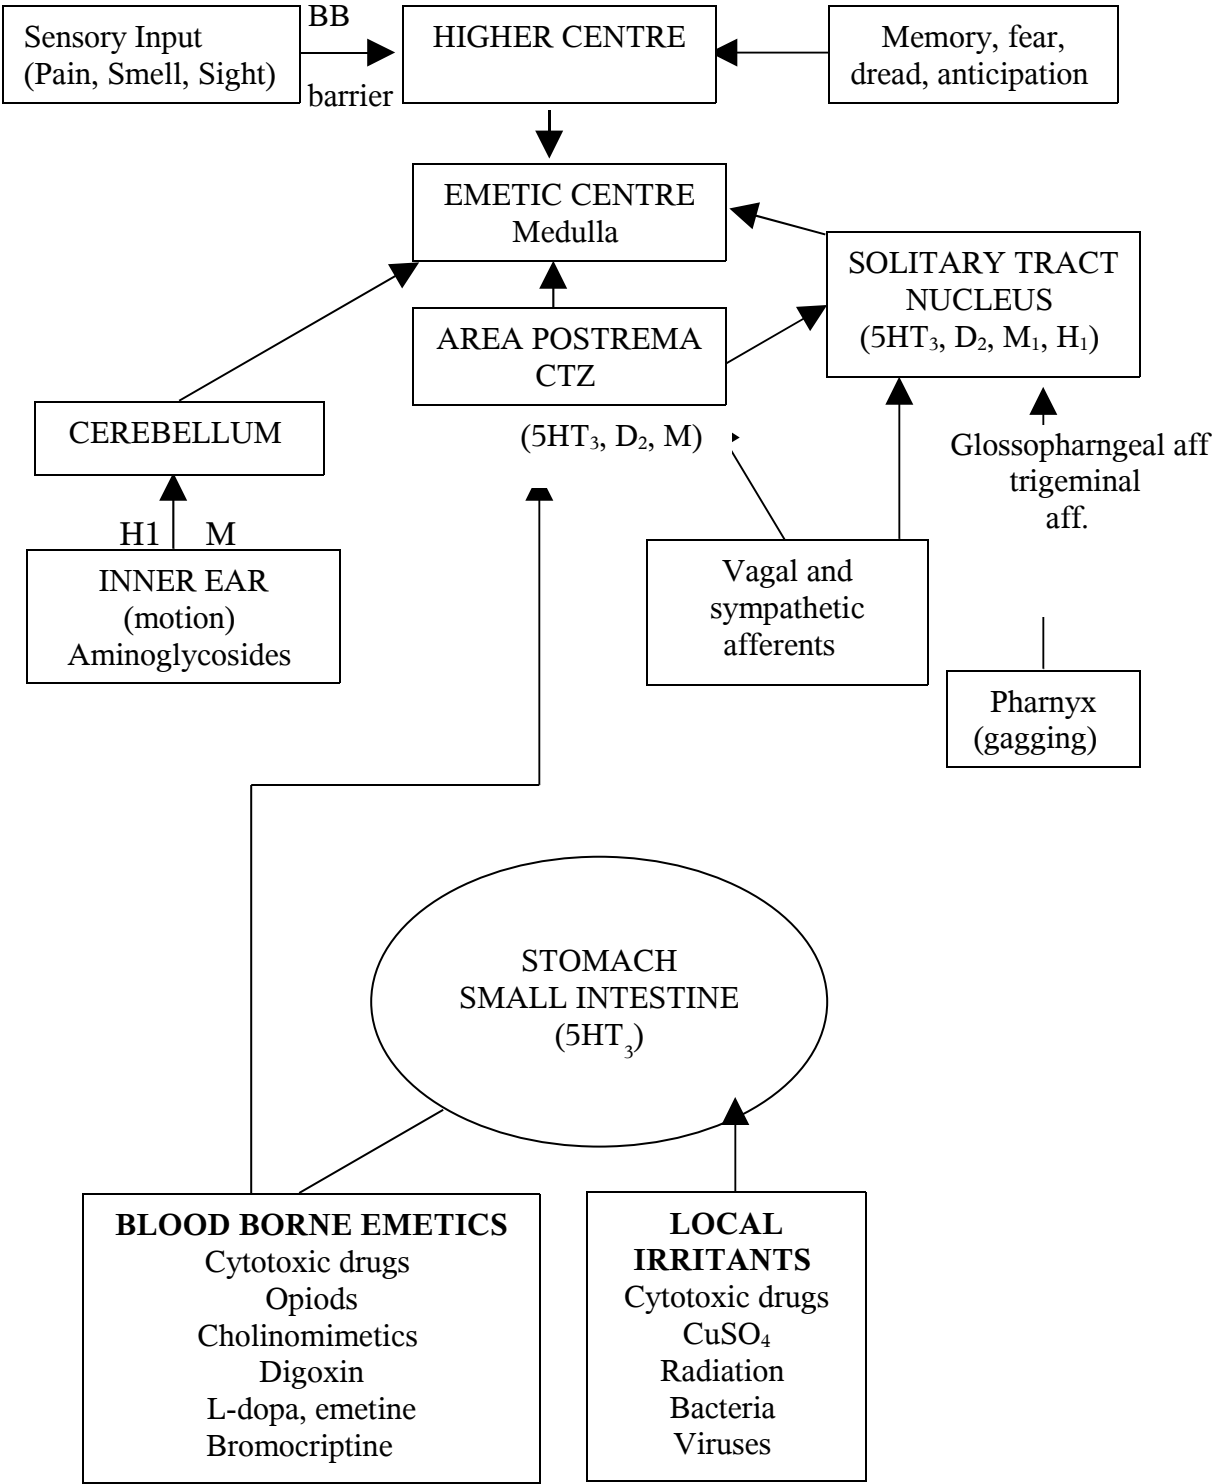 Sensory Input
(Pain, Smell, Sight)
BB
barrier
HIGHER CENTRE
Memory, fear,
dread, anticipation
EMETIC CENTRE
Medulla
SOLITARY TRACT
NUCLEUS
(5HT₃, D₂, M₁, H₁)
AREA POSTREMA
CTZ
(5HT₃, D₂, M)
CEREBELLUM
H1 M
INNER EAR
(motion)
Aminoglycosides
Glossopharngeal aff
trigeminal
aff.
Vagal and
sympathetic
afferents
Pharnyx
(gagging)
STOMACH
SMALL INTESTINE
(5HT₃)
BLOOD BORNE EMETICS
Cytotoxic drugs
Opiods
Cholinomimetics
Digoxin
L-dopa, emetine
Bromocriptine
LOCAL
IRRITANTS
Cytotoxic drugs
CuSO₄
Radiation
Bacteria
Viruses